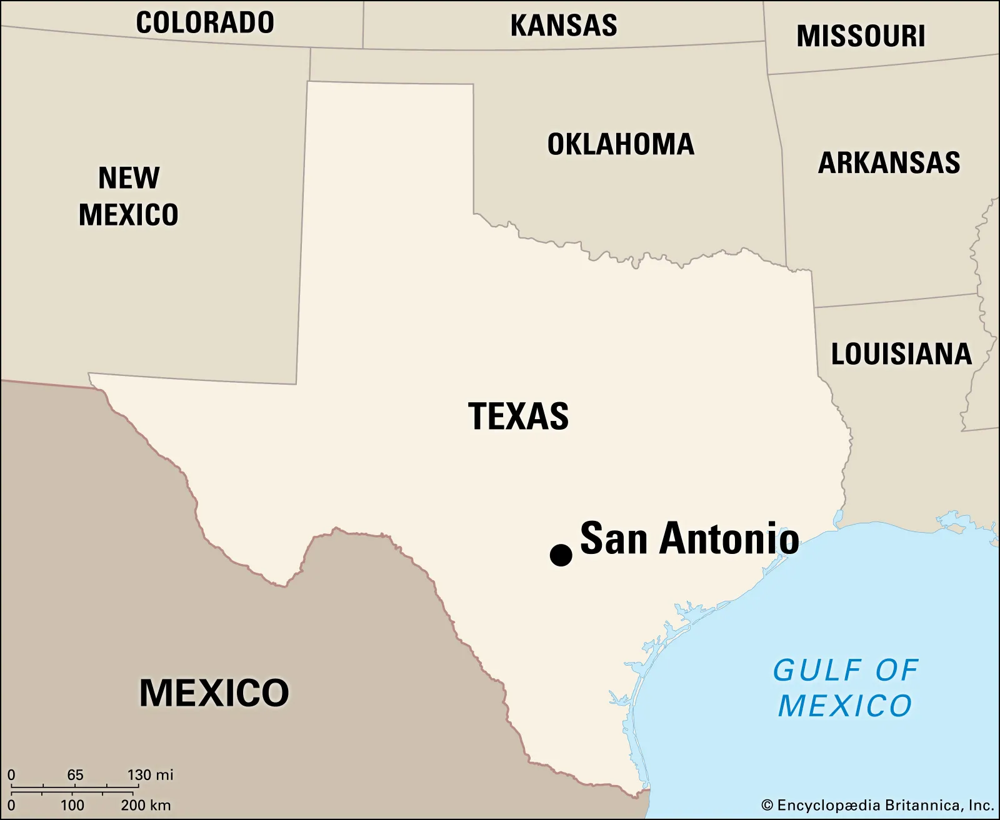 COLORADO
KANSAS
MISSOURI
OKLAHOMA
ARKANSAS
NEW
MEXICO
LOUISIANA
TEXAS
San Antonio
MEXICO
GULF OF
MEXICO
0 65 130 mi
0 100 200 km
© Encyclopædia Britannica, Inc.